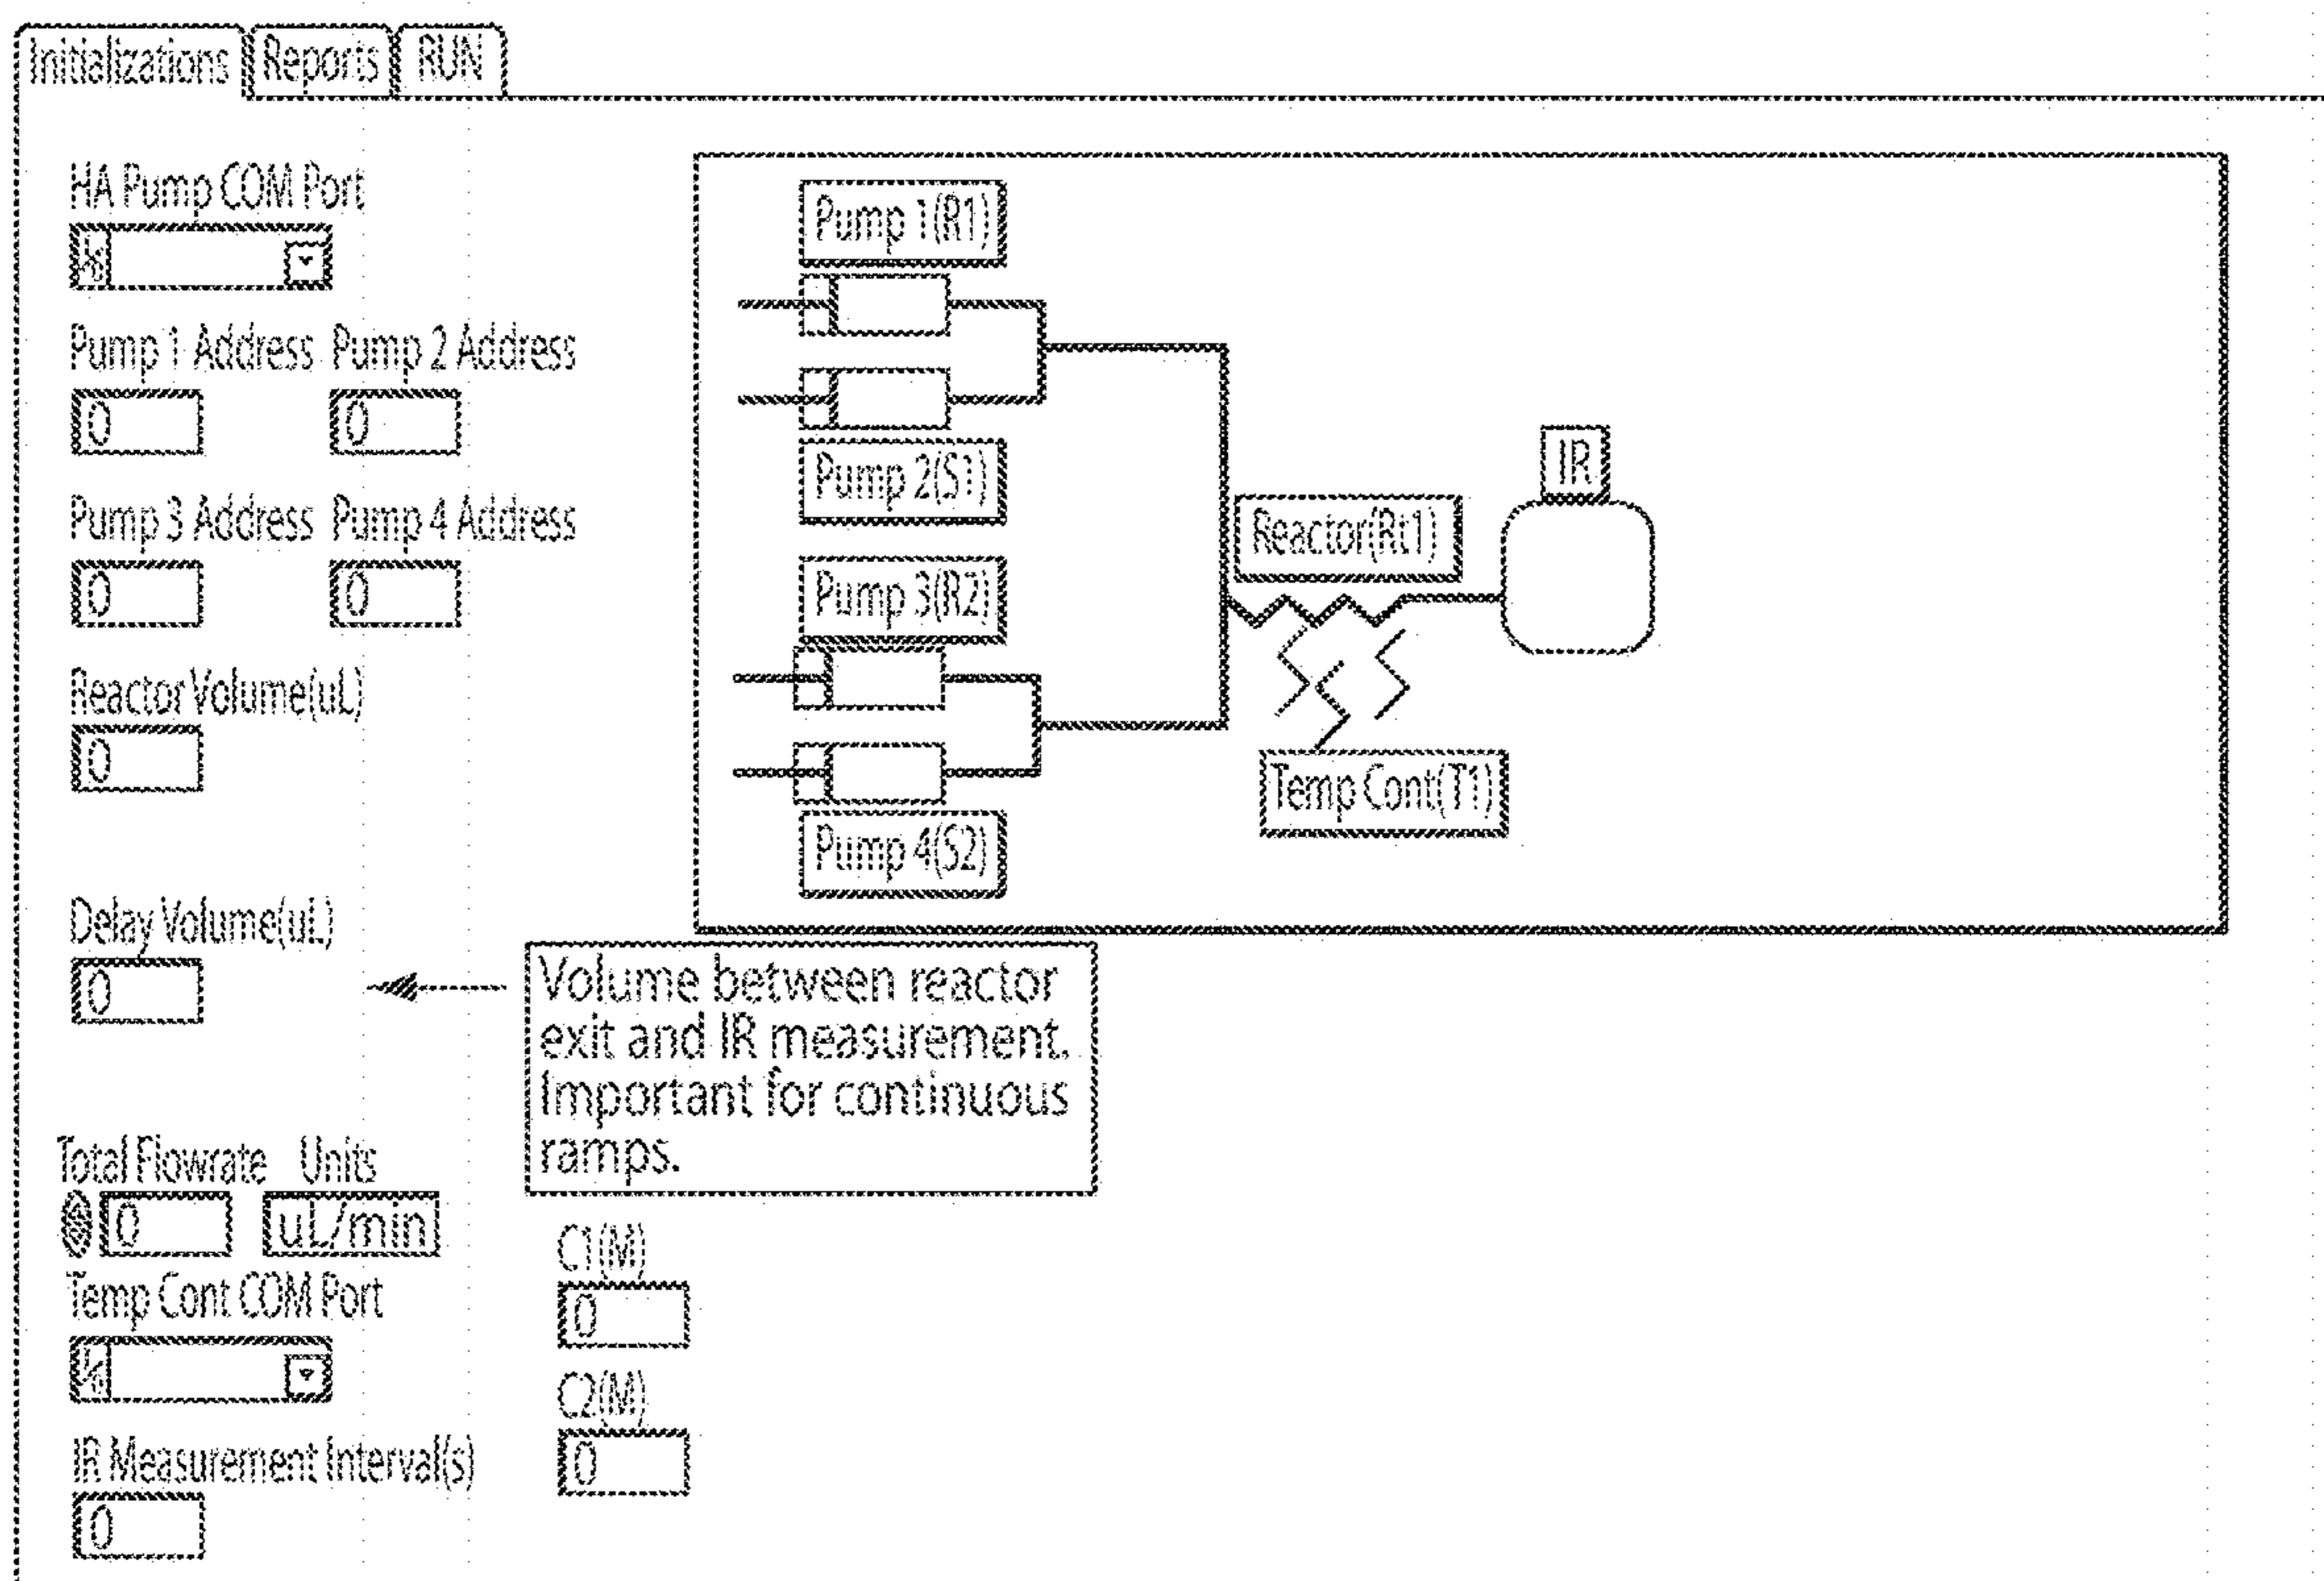 Initializations Reports RUN
HA Pump COM Port
Pump 1 Address Pump 2 Address
0 0
Pump 3 Address Pump 4 Address
0 0
Reactor Volume(uL)
0
Delay Volume(uL)
0
Total Flowrate Units
0 uL/min
Temp Cont COM Port
IR Measurement Interval(s)
0
Pump 1(R1)
Pump 2(S1)
Pump 3(R2)
Pump 4(S2)
Reactor(Rt1)
IR
Temp Cont(T1)
Volume between reactor
exit and IR measurement.
Important for continuous
ramps.
C1(M)
0
C2(M)
0